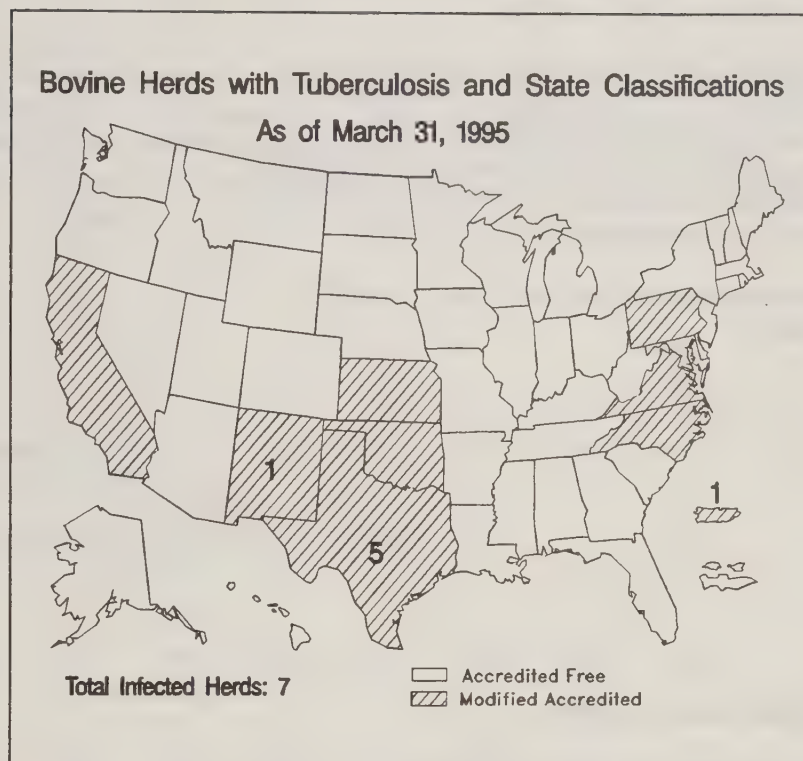 Bovine Herds with Tuberculosis and State Classifications
As of March 31, 1995
1
1
5
Total Infected Herds: 7
Accredited Free
Modified Accredited